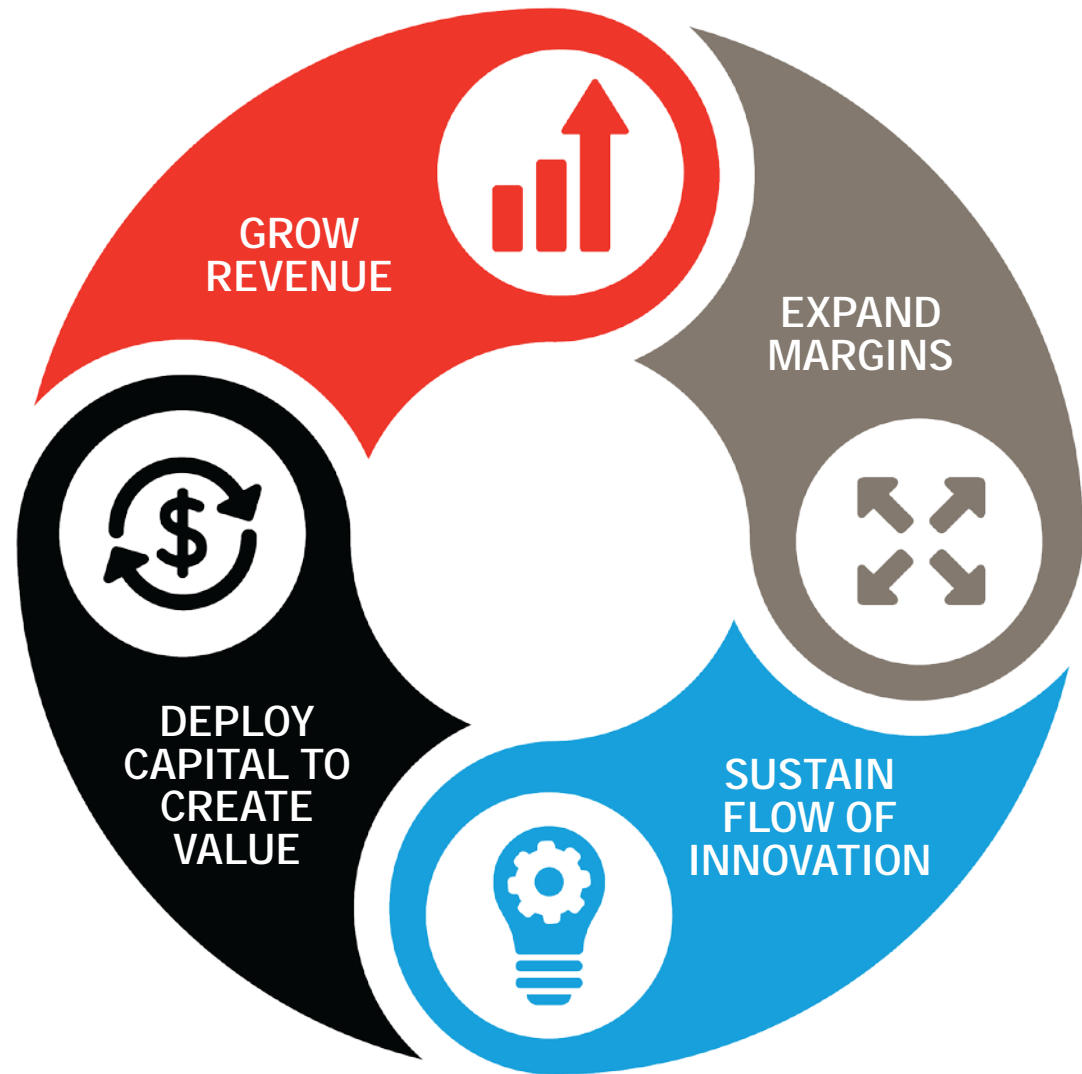 GROW
REVENUE
EXPAND
MARGINS
SUSTAIN
FLOW OF
INNOVATION
DEPLOY
CAPITAL TO
CREATE
VALUE
$